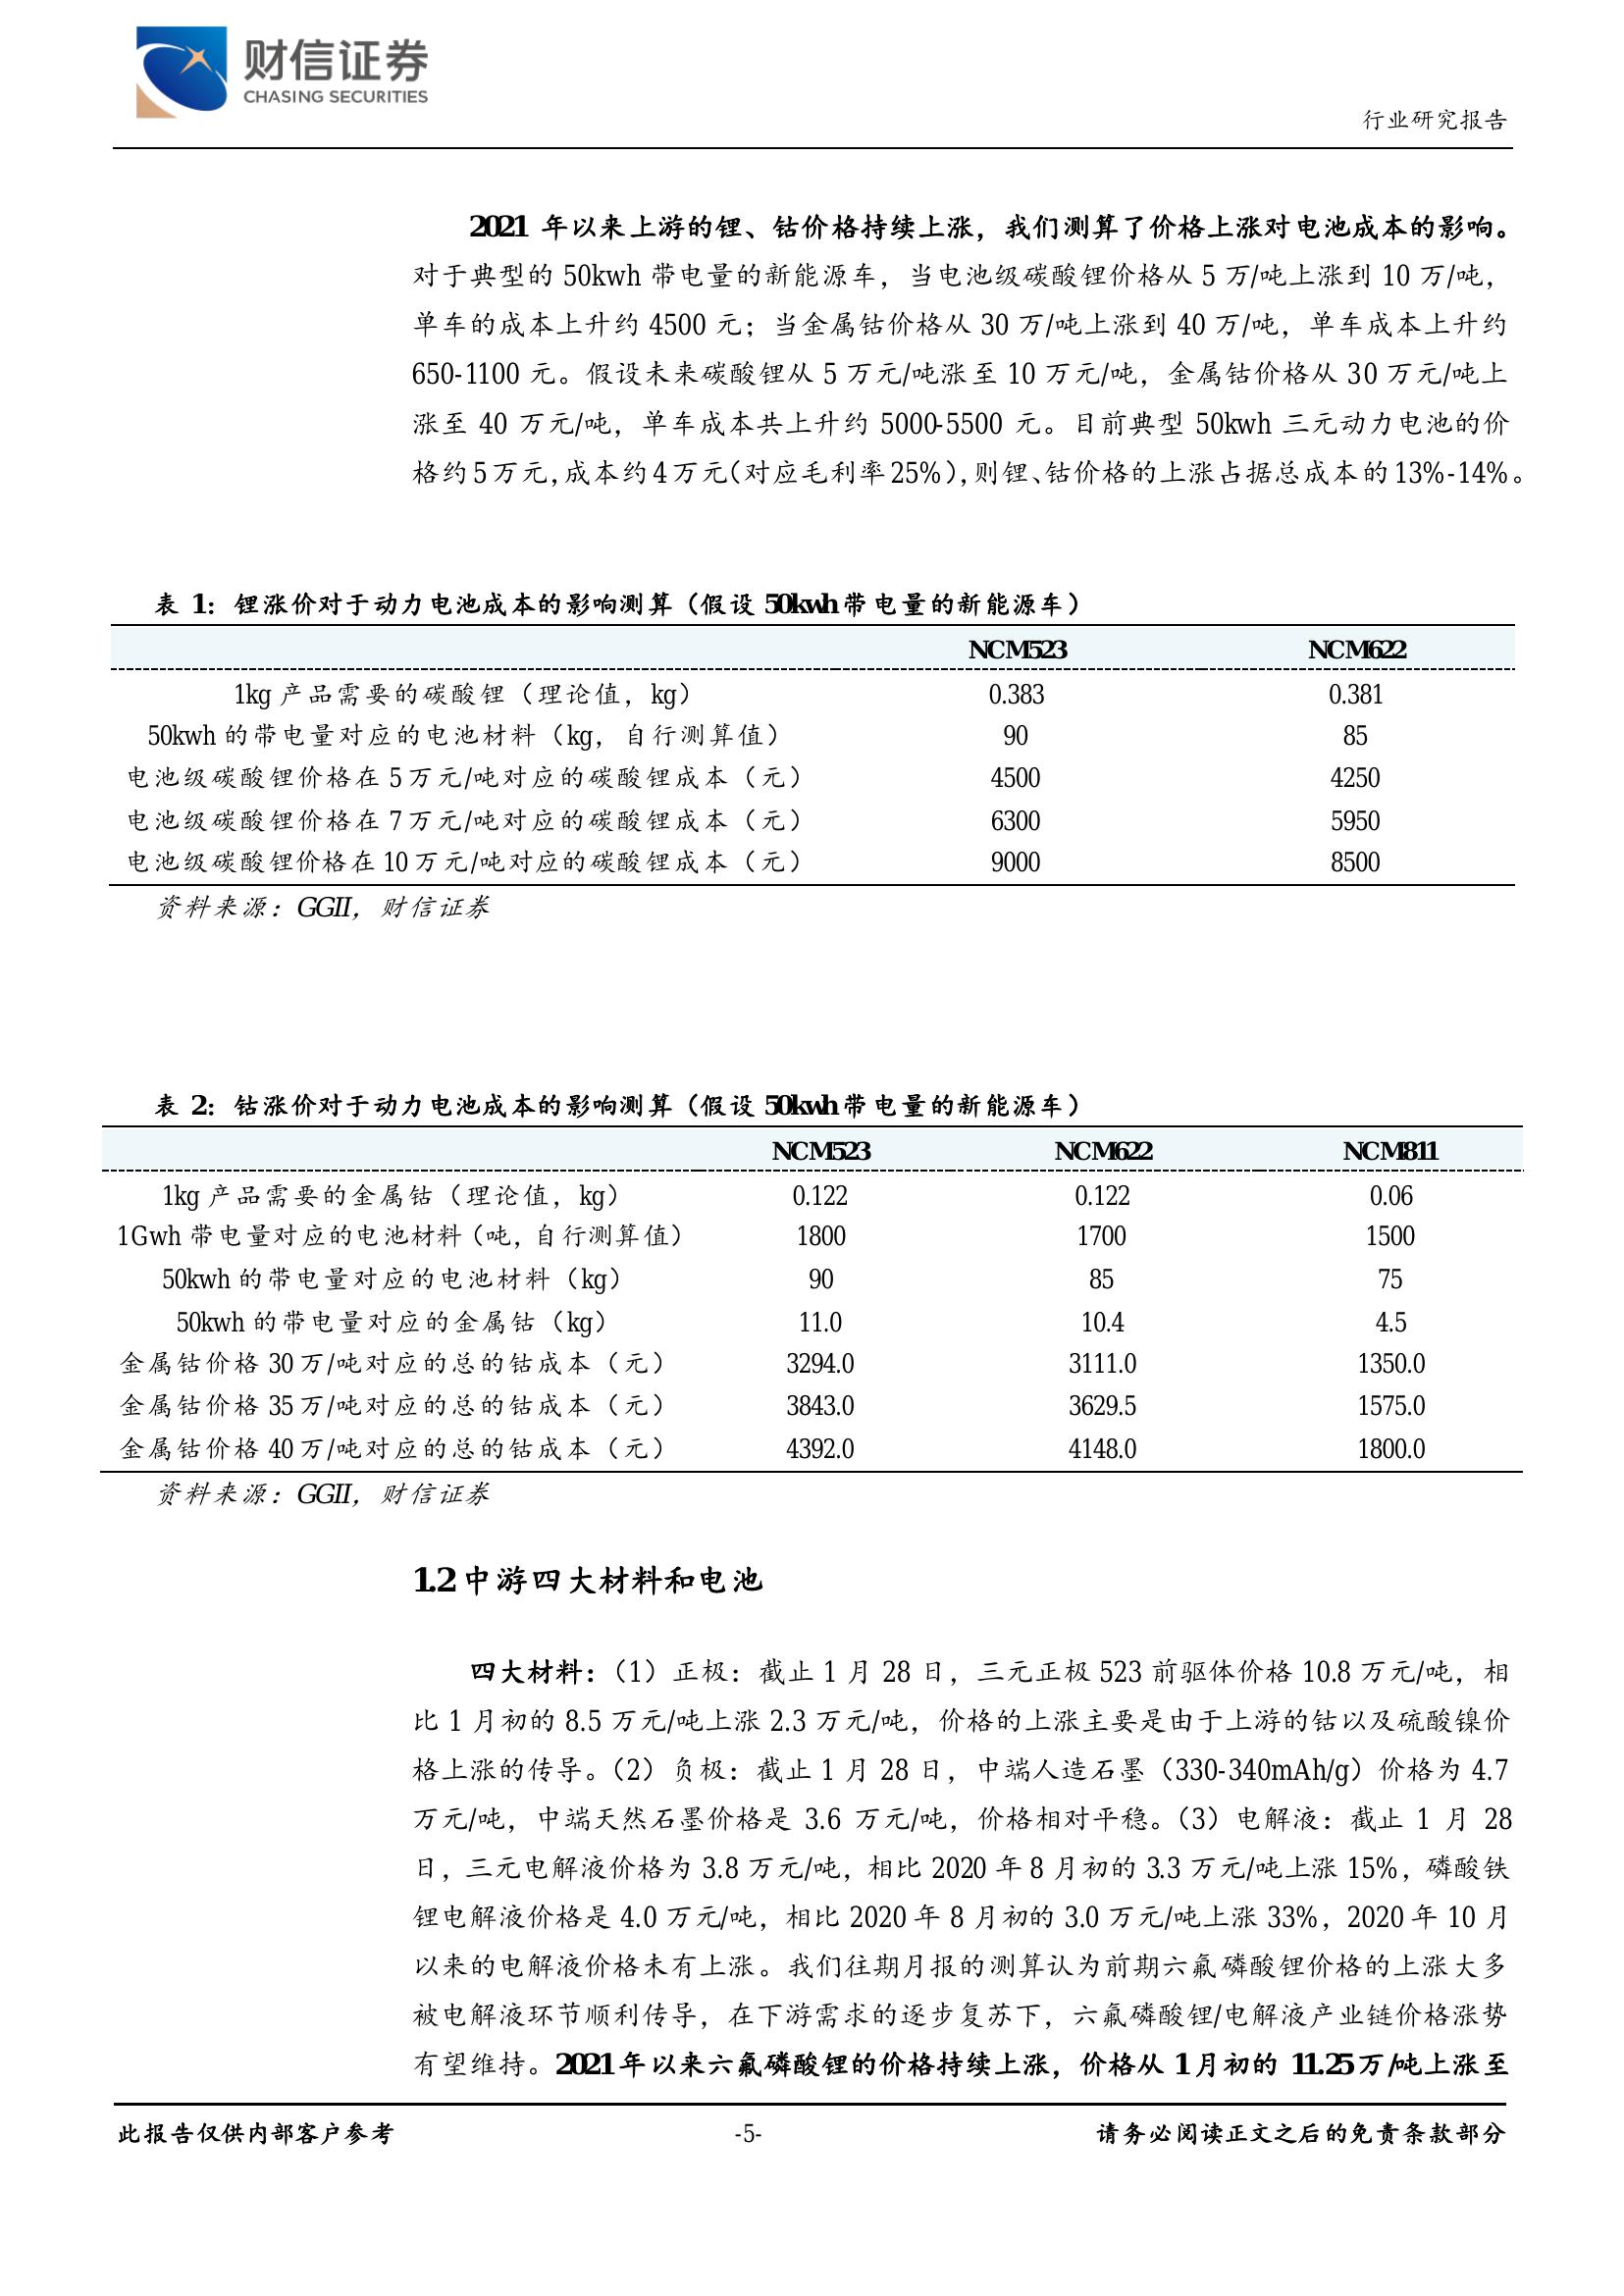 财信证券
CHASING SECURITIES
行业研究报告
2021 年以来上游的锂、钴价格持续上涨，我们测算了价格上涨对电池成本的影响。
对于典型的 50kwh 带电量的新能源车，当电池级碳酸锂价格从 5 万/吨上涨到 10 万/吨，
单车的成本上升约 4500 元；当金属钴价格从 30 万/吨上涨到 40 万/吨，单车成本上升约
650-1100 元。假设未来碳酸锂从 5 万元/吨涨至 10 万元/吨，金属钴价格从 30 万元/吨上
涨至 40 万元/吨，单车成本共上升约 5000-5500 元。目前典型 50kwh 三元动力电池的价
格约 5 万元，成本约 4 万元（对应毛利率 25%），则锂、钴价格的上涨占据总成本的 13%-14%。
表 1：锂涨价对于动力电池成本的影响测算（假设 50kwh 带电量的新能源车）
NCM523 NCM622
1kg 产品需要的碳酸锂（理论值，kg） 0.383 0.381
50kwh 的带电量对应的电池材料（kg，自行测算值） 90 85
电池级碳酸锂价格在 5 万元/吨对应的碳酸锂成本（元） 4500 4250
电池级碳酸锂价格在 7 万元/吨对应的碳酸锂成本（元） 6300 5950
电池级碳酸锂价格在 10 万元/吨对应的碳酸锂成本（元） 9000 8500
资料来源：GGII，财信证券
表 2：钴涨价对于动力电池成本的影响测算（假设 50kwh 带电量的新能源车）
NCM523 NCM622 NCM811
1kg 产品需要的金属钴（理论值，kg） 0.122 0.122 0.06
1Gwh 带电量对应的电池材料（吨，自行测算值） 1800 1700 1500
50kwh 的带电量对应的电池材料（kg） 90 85 75
50kwh 的带电量对应的金属钴（kg） 11.0 10.4 4.5
金属钴价格 30 万/吨对应的总的钴成本（元） 3294.0 3111.0 1350.0
金属钴价格 35 万/吨对应的总的钴成本（元） 3843.0 3629.5 1575.0
金属钴价格 40 万/吨对应的总的钴成本（元） 4392.0 4148.0 1800.0
资料来源：GGII，财信证券
1.2 中游四大材料和电池
四大材料：（1）正极：截止 1 月 28 日，三元正极 523 前驱体价格 10.8 万元/吨，相
比 1 月初的 8.5 万元/吨上涨 2.3 万元/吨，价格的上涨主要是由于上游的钴以及硫酸镍价
格上涨的传导。（2）负极：截止 1 月 28 日，中端人造石墨（330-340mAh/g）价格为 4.7
万元/吨，中端天然石墨价格是 3.6 万元/吨，价格相对平稳。（3）电解液：截止 1 月 28
日，三元电解液价格为 3.8 万元/吨，相比 2020 年 8 月初的 3.3 万元/吨上涨 15%，磷酸铁
锂电解液价格是 4.0 万元/吨，相比 2020 年 8 月初的 3.0 万元/吨上涨 33%，2020 年 10 月
以来的电解液价格未有上涨。我们往期月报的测算认为前期六氟磷酸锂价格的上涨大多
被电解液环节顺利传导，在下游需求的逐步复苏下，六氟磷酸锂/电解液产业链价格涨势
有望维持。2021 年以来六氟磷酸锂的价格持续上涨，价格从 1 月初的 11.25 万/吨上涨至
此报告仅供内部客户参考 -5- 请务必阅读正文之后的免责条款部分